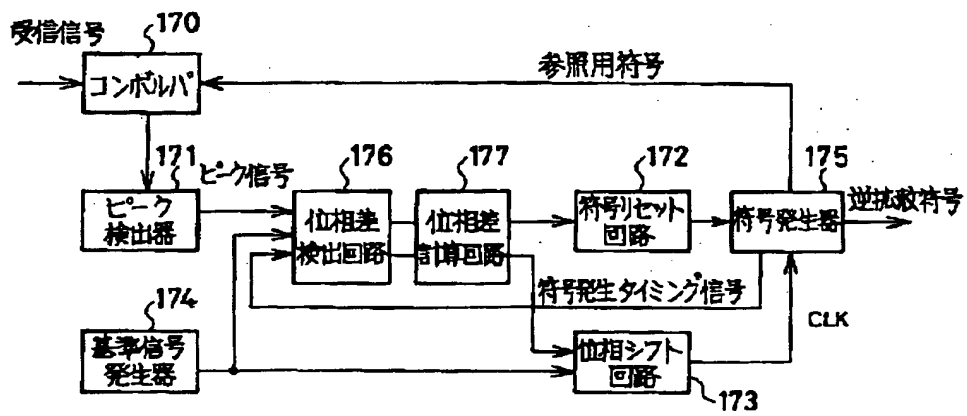 受信信号
170
コンボルバ
参照用符号
171
ピーク信号
ピーク
検出器
176
位相差
検出回路
177
位相差
計算回路
172
符号リセット
回路
175
符号発生器
逆拡散符号
符号発生タイミング信号
174
基準信号
発生器
位相シフト
回路
173
CLK